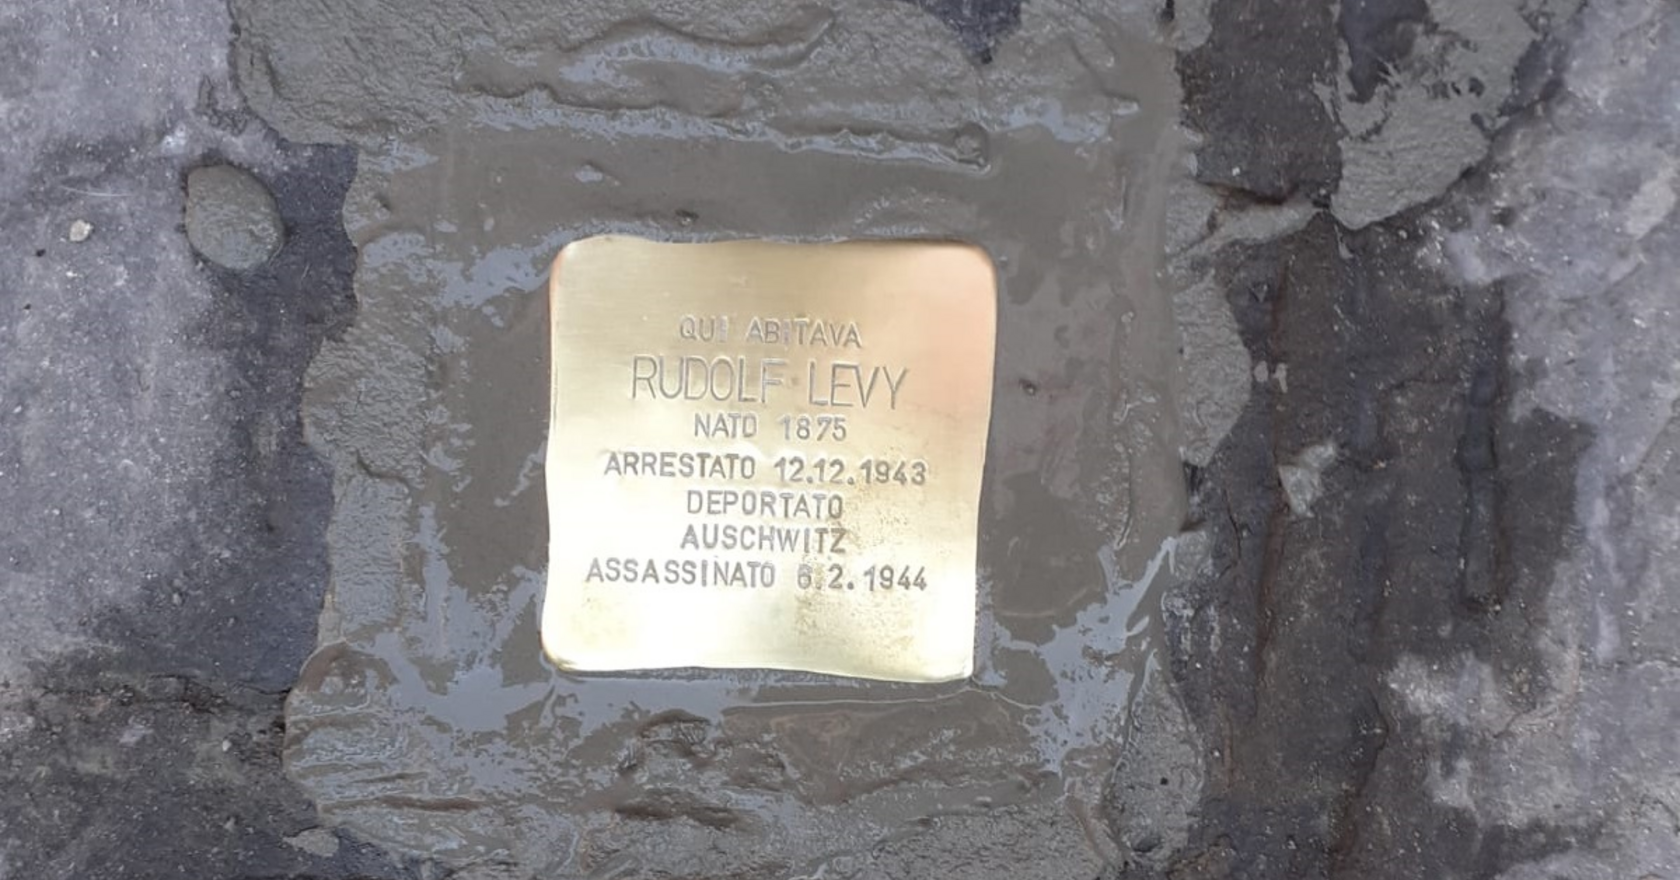 QUI ABITAVA
RUDOLF LEVY
NATO 1875
ARRESTATO 12.12.1943
DEPORTATO
AUSCHWITZ
ASSASSINATO 6.2.1944